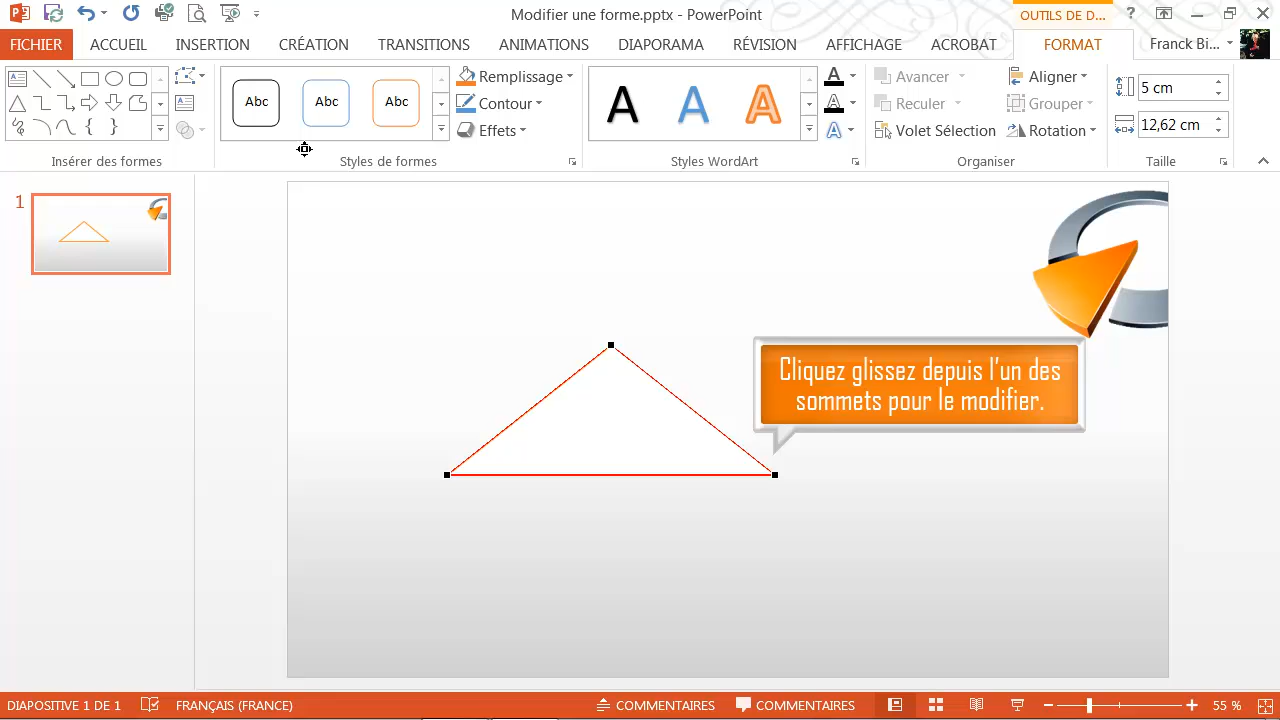 Modifier une forme.pptx - PowerPoint
OUTILS DE D...
?
FICHIER
ACCUEIL
INSERTION
CRÉATION
TRANSITIONS
ANIMATIONS
DIAPORAMA
RÉVISION
AFFICHAGE
ACROBAT
FORMAT
Franck Bi...
Abc
Abc
Abc
Remplissage
Contour
Effets
A
A
A
A
A
A
Avancer
Reculer
Volet Sélection
Aligner
Grouper
Rotation
5 cm
12,62 cm
Insérer des formes
Styles de formes
Styles WordArt
Organiser
Taille
1
Cliquez glissez depuis l'un des
sommets pour le modifier.
DIAPOSITIVE 1 DE 1
FRANÇAIS (FRANCE)
COMMENTAIRES
COMMENTAIRES
55 %